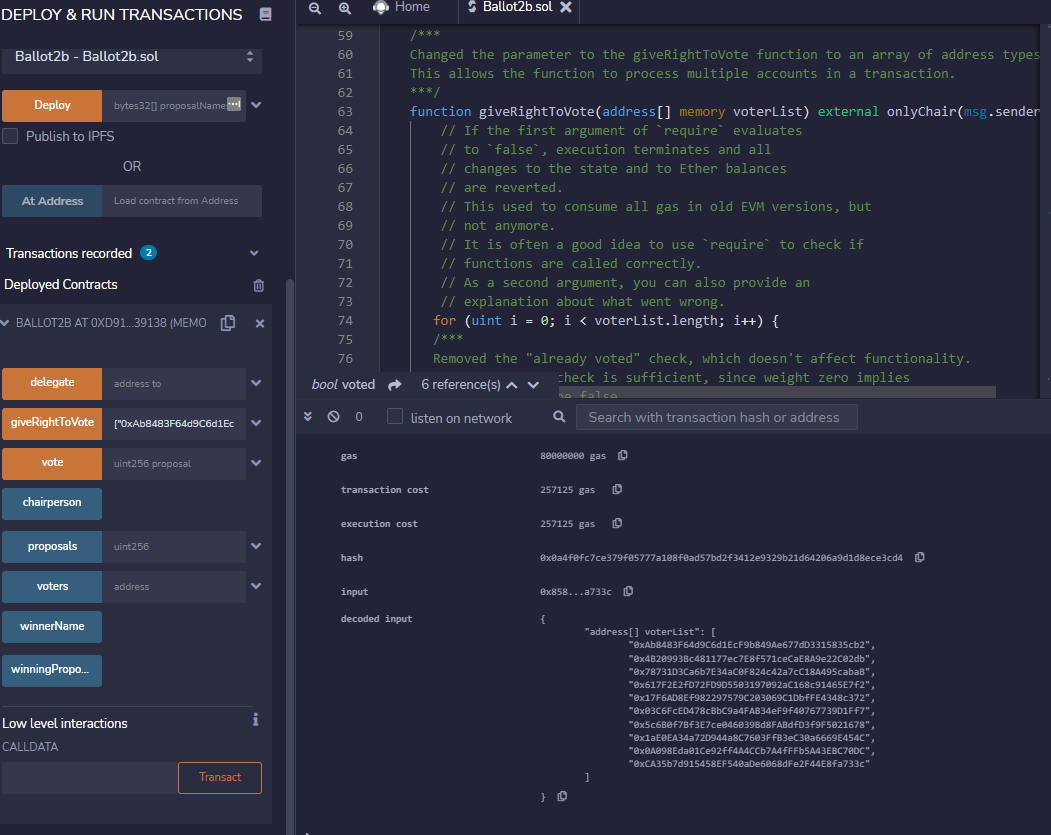 DEPLOY & RUN TRANSACTIONS
Ballot2b - Ballot2b.sol
Deploy
bytes32[] proposalName
Publish to IPFS
OR
At Address
Load contract from Address
Transactions recorded
2
Deployed Contracts
BALLOT2B AT 0XD91...39138 (MEMO
delegate
address to
giveRightToVote
["0xAb8483F64d9C6d1Ec
vote
uint256 proposal
chairperson
proposals
uint256
voters
address
winnerName
winningPropo...
Low level interactions
i
CALLDATA
Transact
Home
Ballot2b.sol
59 /***
60 Changed the parameter to the giveRightToVote function to an array of address types
61 This allows the function to process multiple accounts in a transaction.
62 ***/
63 function giveRightToVote(address[] memory voterList) external onlyChair(msg.sender
64 // If the first argument of `require` evaluates
65 // to `false`, execution terminates and all
66 // changes to the state and to Ether balances
67 // are reverted.
68 // This used to consume all gas in old EVM versions, but
69 // not anymore.
70 // It is often a good idea to use `require` to check if
71 // functions are called correctly.
72 // As a second argument, you can also provide an
73 // explanation about what went wrong.
74 for (uint i = 0; i < voterList.length; i++) {
75 /***
76 Removed the "already voted" check, which doesn't affect functionality.
bool voted
6 reference(s)
check is sufficient, since weight zero implies
be false
0
listen on network
Search with transaction hash or address
gas 80000000 gas
transaction cost 257125 gas
execution cost 257125 gas
hash 0x0a4f0fc7ce379f05777a108f0ad57bd2f3412e9329b21d64206a9d1d8ece3cd4
input 0x858...a733c
decoded input {
"address[] voterList": [
"0xAb8483F64d9C6d1EcF9b849Ae677dD3315835cb2",
"0x4B20993Bc481177ec7E8f571ceCaE8A9e22C02db",
"0x78731D3Ca6b7E34aC0F824c42a7cC18A495cabaB",
"0x617F2E2fD72FD9D5503197092aC168c91465E7f2",
"0x17F6AD8Ef982297579C203069C1DbfFE4348c372",
"0x03C6FcED478cBbC9a4FAB34eF9f40767739D1Ff7",
"0x5c6B0f7Bf3E7ce046039Bd8FABdfD3f9F5021678",
"0x1aE0EA34a72D944a8C7603FfB3eC30a6669E454C",
"0x0A098Eda01Ce92ff4A4CCb7A4fFFb5A43EBC70DC",
"0xCA35b7d915458EF540aDe6068dFe2F44E8fa733c"
]
}